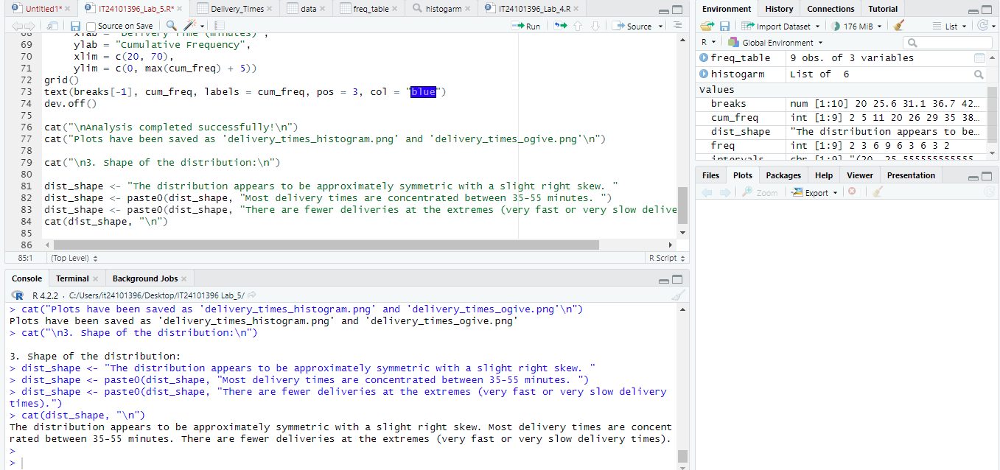 Untitled1* × IT24101396_Lab_5.R* × Delivery_Times × data × freq_table × histogarm × IT24101396_Lab_4.R ×
Source on Save Run Source
68 xlab = "Delivery Time (minutes)",
69 ylab = "Cumulative Frequency",
70 xlim = c(20, 70),
71 ylim = c(0, max(cum_freq) + 5))
72 grid()
73 text(breaks[-1], cum_freq, labels = cum_freq, pos = 3, col = "blue")
74 dev.off()
75
76 cat("\nAnalysis completed successfully!\n")
77 cat("Plots have been saved as 'delivery_times_histogram.png' and 'delivery_times_ogive.png'\n")
78
79 cat("\n3. Shape of the distribution:\n")
80
81 dist_shape <- "The distribution appears to be approximately symmetric with a slight right skew. "
82 dist_shape <- paste0(dist_shape, "Most delivery times are concentrated between 35-55 minutes. ")
83 dist_shape <- paste0(dist_shape, "There are fewer deliveries at the extremes (very fast or very slow delive
84 cat(dist_shape, "\n")
85
86
85:1 (Top Level) R Script
Console Terminal × Background Jobs ×
R 4.2.2 · C:/Users/it24101396/Desktop/IT24101396 Lab_5/
> cat("Plots have been saved as 'delivery_times_histogram.png' and 'delivery_times_ogive.png'\n")
Plots have been saved as 'delivery_times_histogram.png' and 'delivery_times_ogive.png'
> cat("\n3. Shape of the distribution:\n")
3. Shape of the distribution:
> dist_shape <- "The distribution appears to be approximately symmetric with a slight right skew. "
> dist_shape <- paste0(dist_shape, "Most delivery times are concentrated between 35-55 minutes. ")
> dist_shape <- paste0(dist_shape, "There are fewer deliveries at the extremes (very fast or very slow delivery
times).")
> cat(dist_shape, "\n")
The distribution appears to be approximately symmetric with a slight right skew. Most delivery times are concent
rated between 35-55 minutes. There are fewer deliveries at the extremes (very fast or very slow delivery times).
>
>
Environment History Connections Tutorial
Import Dataset 176 MiB List
R Global Environment
freq_table 9 obs. of 3 variables
histogarm List of 6
Values
breaks num [1:10] 20 25.6 31.1 36.7 42...
cum_freq int [1:9] 2 5 11 20 26 29 35 38...
dist_shape "The distribution appears to be...
freq int [1:9] 2 3 6 9 6 3 6 3 2
intervals chr [1:9] "(20, 25.555555555555...
Files Plots Packages Help Viewer Presentation
Zoom Export